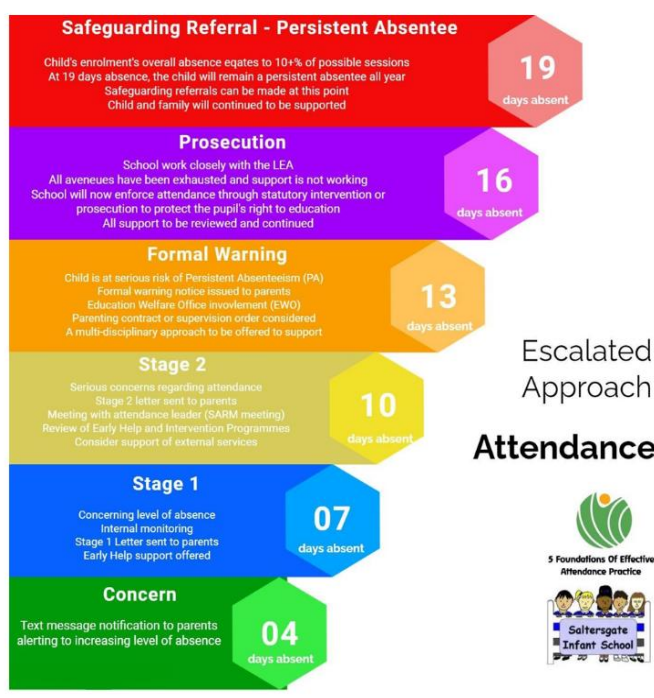 Safeguarding Referral - Persistent Absentee
Child's enrolment's overall absence eqates to 10+% of possible sessions
At 19 days absence, the child will remain a persistent absentee all year
Safeguarding referrals can be made at this point
Child and family will continued to be supported
19
days absent
Prosecution
School work closely with the LEA
All aveneues have been exhausted and support is not working
School will now enforce attendance through statutory intervention or
prosecution to protect the pupil's right to education
All support to be reviewed and continued
16
days absent
Formal Warning
Child is at serious risk of Persistent Absenteeism (PA)
Formal warning notice issued to parents
Education Welfare Office invovlement (EWO)
Parenting contract or supervision order considered
A multi-disciplinary approach to be offered to support
13
days absent
Stage 2
Serious concerns regarding attendance
Stage 2 letter sent to parents
Meeting with attendance leader (SARM meeting)
Review of Early Help and Intervention Programmes
Consider support of external services
10
days absent
Escalated
Approach
Attendance
Stage 1
Concerning level of absence
Internal monitoring
Stage 1 Letter sent to parents
Early Help support offered
07
days absent
5 Foundations Of Effective
Attendance Practice
Concern
Text message notification to parents
alerting to increasing level of absence
04
days absent
Saltersgate
Infant School